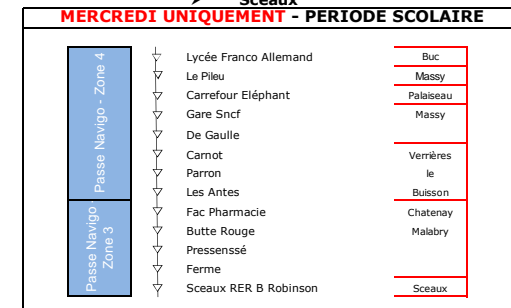 Sceaux
MERCREDI UNIQUEMENT - PERIODE SCOLAIRE
Passe Navigo - Zone 4
Lycée Franco Allemand Buc
Le Pileu Massy
Carrefour Eléphant Palaiseau
Gare Sncf Massy
De Gaulle
Carnot Verrières
Parron le
Les Antes Buisson
Passe Navigo -
Zone 3
Fac Pharmacie Chatenay
Butte Rouge Malabry
Pressenssé
Ferme
Sceaux RER B Robinson Sceaux